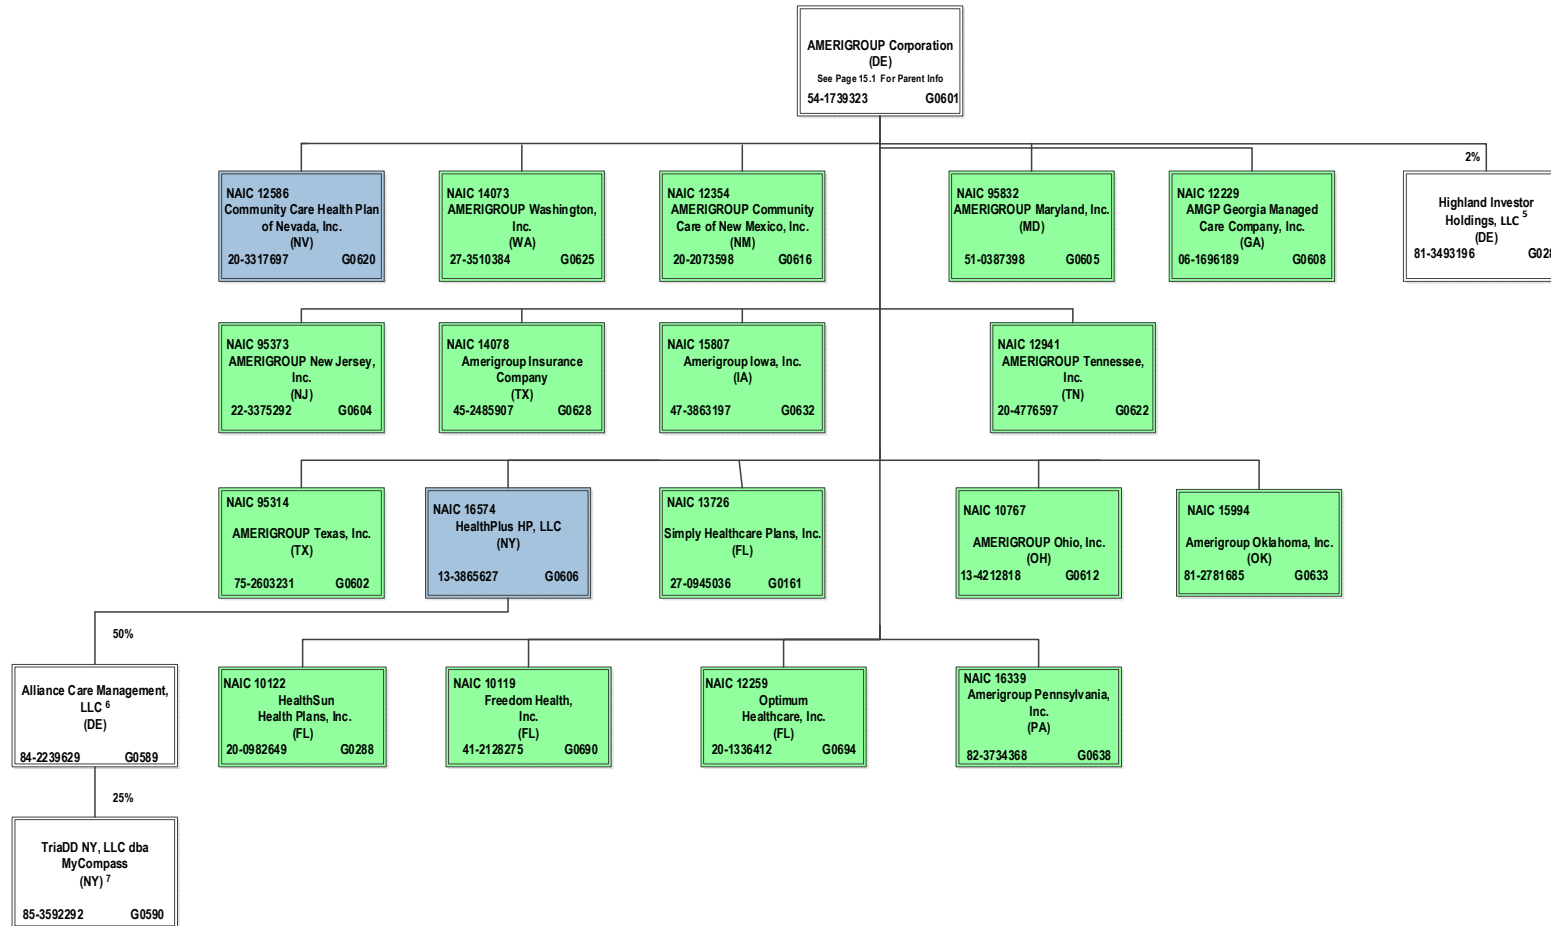 AMERIGROUP Corporation
(DE)
See Page 15.1 For Parent Info
54-1739323 G0601
2%
NAIC 12586
Community Care Health Plan
of Nevada, Inc.
(NV)
20-3317697 G0620
NAIC 14073
AMERIGROUP Washington,
Inc.
(WA)
27-3510384 G0625
NAIC 12354
AMERIGROUP Community
Care of New Mexico, Inc.
(NM)
20-2073598 G0616
NAIC 95832
AMERIGROUP Maryland, Inc.
(MD)
51-0387398 G0605
NAIC 12229
AMGP Georgia Managed
Care Company, Inc.
(GA)
06-1696189 G0608
Highland Investor
Holdings, LLC 5
(DE)
81-3493196 G028
NAIC 95373
AMERIGROUP New Jersey,
Inc.
(NJ)
22-3375292 G0604
NAIC 14078
Amerigroup Insurance
Company
(TX)
45-2485907 G0628
NAIC 15807
Amerigroup Iowa, Inc.
(IA)
47-3863197 G0632
NAIC 12941
AMERIGROUP Tennessee,
Inc.
(TN)
20-4776597 G0622
NAIC 95314
AMERIGROUP Texas, Inc.
(TX)
75-2603231 G0602
NAIC 16574
HealthPlus HP, LLC
(NY)
13-3865627 G0606
NAIC 13726
Simply Healthcare Plans, Inc.
(FL)
27-0945036 G0161
NAIC 10767
AMERIGROUP Ohio, Inc.
(OH)
13-4212818 G0612
NAIC 15994
Amerigroup Oklahoma, Inc.
(OK)
81-2781685 G0633
50%
Alliance Care Management,
LLC 6
(DE)
84-2239629 G0589
NAIC 10122
HealthSun
Health Plans, Inc.
(FL)
20-0982649 G0288
NAIC 10119
Freedom Health,
Inc.
(FL)
41-2128275 G0690
NAIC 12259
Optimum
Healthcare, Inc.
(FL)
20-1336412 G0694
NAIC 16339
Amerigroup Pennsylvania,
Inc.
(PA)
82-3734368 G0638
25%
TriaDD NY, LLC dba
MyCompass
(NY) 7
85-3592292 G0590